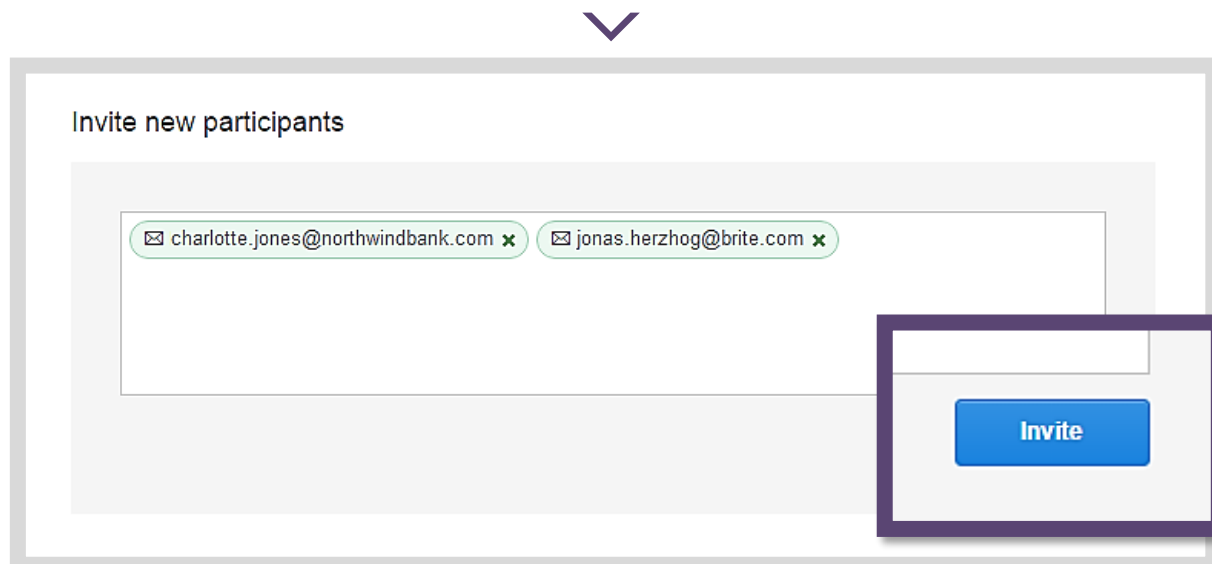 Invite new participants
charlotte.jones@northwindbank.com jonas.herzhog@brite.com
Invite